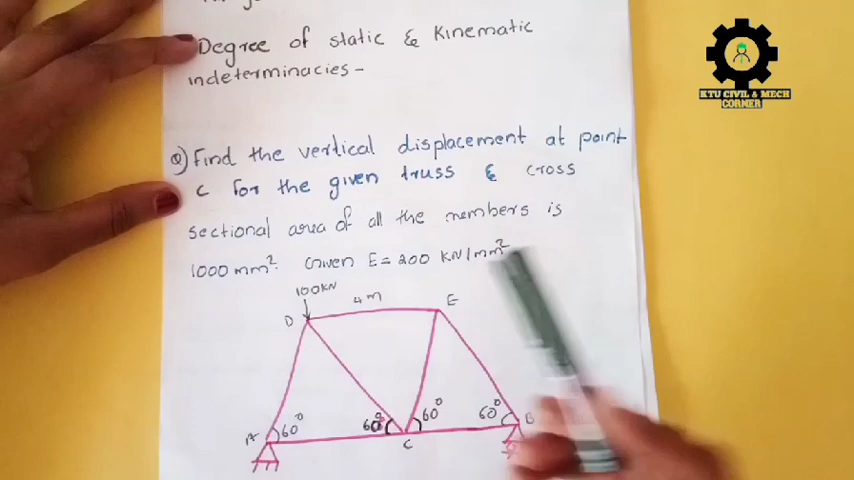 Degree of static & Kinematic
indeterminacies -
Q) Find the vertical displacement at point
C for the given truss & cross
sectional area of all the members is
1000 mm². Given E = 200 KN/mm²
100KN
4m
D
E
60°
60°
60°
60°
A
C
B
KTU CIVIL & MECH
CORNER